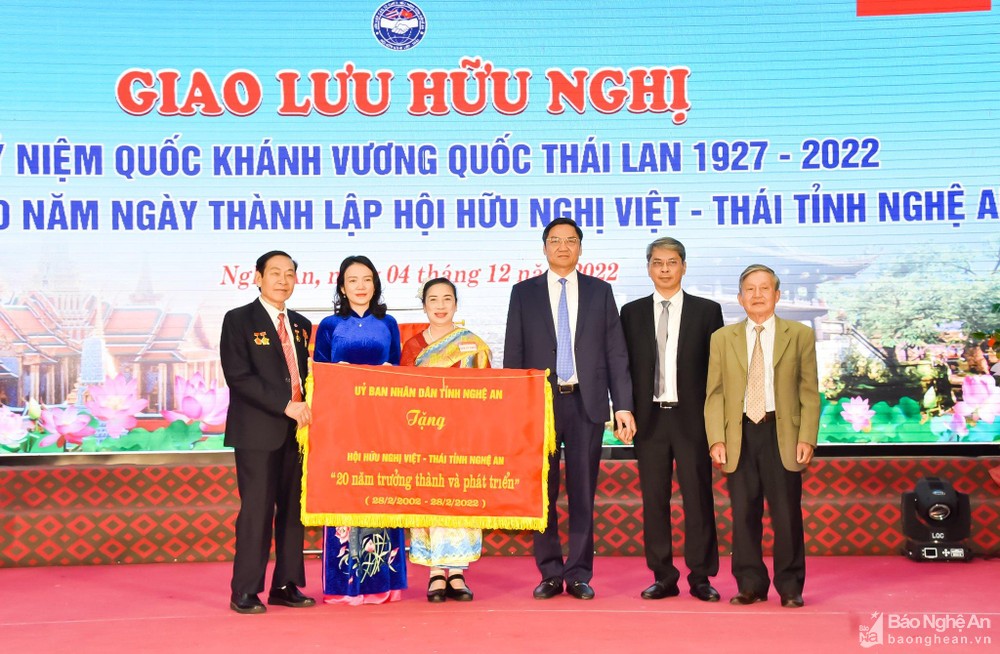 GIAO LƯU HỮU NGHỊ
NIỆM QUỐC KHÁNH VƯƠNG QUỐC THÁI LAN 1927 - 2022
NĂM NGÀY THÀNH LẬP HỘI HỮU NGHỊ VIỆT - THÁI TỈNH NGHỆ A
04 tháng 12 2022
UỶ BAN NHÂN DÂN TỈNH NGHỆ AN
Tặng
HỘI HỮU NGHỊ VIỆT - THÁI TỈNH NGHỆ AN
"20 năm trưởng thành và phát triển"
( 28/2/2002 - 28/2/2022 )
LQC
Báo Nghệ An
baonghean.vn